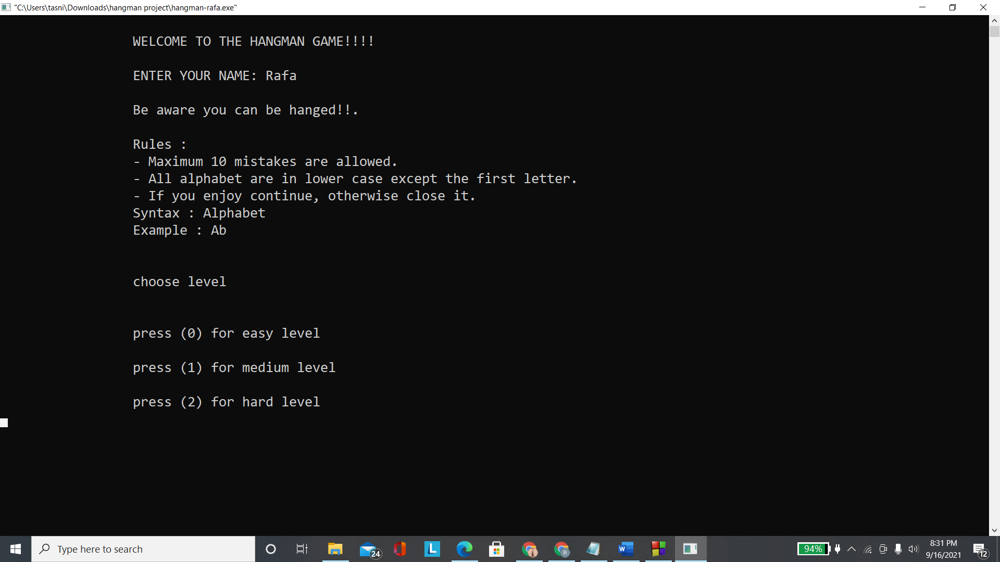 "C:\Users\tasni\Downloads\hangman project\hangman-rafa.exe"
WELCOME TO THE HANGMAN GAME!!!!
ENTER YOUR NAME: Rafa
Be aware you can be hanged!!.
Rules :
- Maximum 10 mistakes are allowed.
- All alphabet are in lower case except the first letter.
- If you enjoy continue, otherwise close it.
Syntax : Alphabet
Example : Ab
choose level
press (0) for easy level
press (1) for medium level
press (2) for hard level
Type here to search
24
L
R
W
94%
8:31 PM
9/16/2021
12